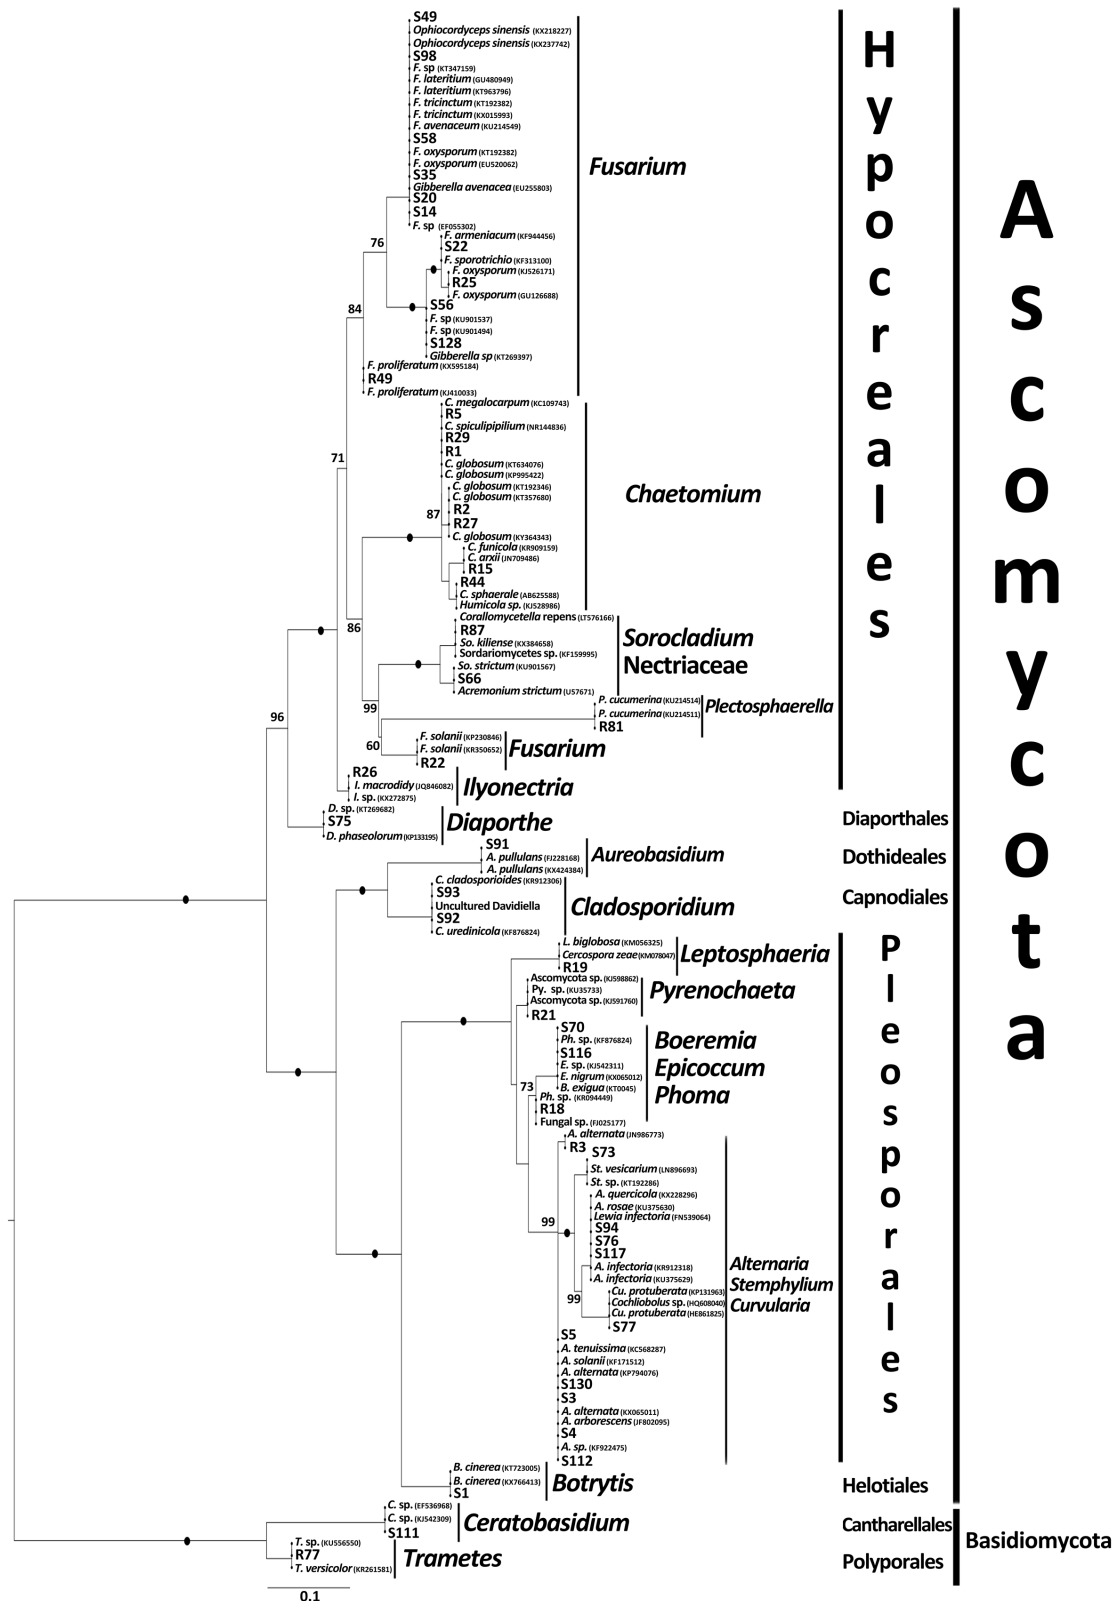 S49
Ophiocordyceps sinensis (KX218227)
Ophiocordyceps sinensis (KX237742)
S98
F. sp (KT347159)
F. lateritium (GU480949)
F. lateritium (KT963796)
F. tricinctum (KT192382)
F. tricinctum (KX015993)
F. avenaceum (KU214549)
S58
F. oxysporum (KT192382)
F. oxysporum (EU520062)
S35
Gibberella avenacea (EU255803)
S20
S14
F. sp (EF055302)
F. armeniacum (KF944456)
S22
F. sporotrichio (KF313100)
F. oxysporum (KJ526171)
R25
F. oxysporum (GU126688)
S56
F. sp (KU901537)
F. sp (KU901494)
S128
Gibberella sp (KT269397)
F. proliferatum (KX595184)
R49
F. proliferatum (KJ410033)
Fusarium
76
84
C. megalocarpum (KC109743)
R5
C. spiculipipilium (NR144836)
R29
R1
C. globosum (KT634076)
C. globosum (KP995422)
C. globosum (KT192346)
C. globosum (KT357680)
R2
R27
C. globosum (KY364343)
C. funicola (KR909159)
C. arxii (JN709486)
R15
R44
C. sphaerale (AB625588)
Humicola sp. (KJ528986)
Chaetomium
71
87
86
Corallomycetella repens (LT576166)
R87
So. kiliense (KX384658)
Sordariomycetes sp. (KF159995)
So. strictum (KU901567)
S66
Acremonium strictum (U57671)
Sorocladium
Nectriaceae
P. cucumerina (KU214514)
P. cucumerina (KU214511)
R81
Plectosphaerella
99
60
F. solanii (KP230846)
F. solanii (KR350652)
R22
Fusarium
96
R26
I. macrodidy (JQ846082)
I. sp. (KX272875)
Ilyonectria
D. sp. (KT269682)
S75
D. phaseolorum (KP133195)
Diaporthe
Hypocreales
Diaporthales
S91
A. pullulans (FJ228168)
A. pullulans (KX424384)
Aureobasidium
Dothideales
C. cladosporioides (KR912306)
S93
Uncultured Davidiella
S92
C. uredinicola (KF876824)
Cladosporidium
Capnodiales
L. biglobosa (KM056325)
Cercospora zeae (KM078047)
R19
Leptosphaeria
Ascomycota sp. (KJ598862)
Py. sp. (KU35733)
Ascomycota sp. (KJ591760)
R21
Pyrenochaeta
S70
Ph. sp. (KF876824)
S116
E. sp. (KJ542311)
E. nigrum (KX065012)
B. exigua (KT0045)
Ph. sp. (KR094449)
R18
Fungal sp. (FJ025177)
73
Boeremia
Epicoccum
Phoma
A. alternata (JN986773)
R3
S73
St. vesicarium (LN896693)
St. sp. (KT192286)
A. quercicola (KX228296)
A. rosae (KU375630)
Lewia infectoria (FN539064)
S94
S76
S117
A. infectoria (KR912318)
A. infectoria (KU375629)
Cu. protuberata (KP131963)
Cochliobolus sp. (HQ608040)
Cu. protuberata (HE861825)
S77
99
99
S5
A. tenuissima (KC568287)
A. solanii (KF171512)
A. alternata (KP794076)
S130
S3
A. alternata (KX065011)
A. arborescens (JF802095)
S4
A. sp. (KF922475)
S112
Alternaria
Stemphylium
Curvularia
Pleosporales
B. cinerea (KT723005)
B. cinerea (KX766413)
S1
Botrytis
Helotiales
Ascomycota
C. sp. (EF536968)
C. sp. (KJ542309)
S111
Ceratobasidium
Cantharellales
T. sp. (KU556550)
R77
T. versicolor (KR261581)
Trametes
Polyporales
Basidiomycota
0.1